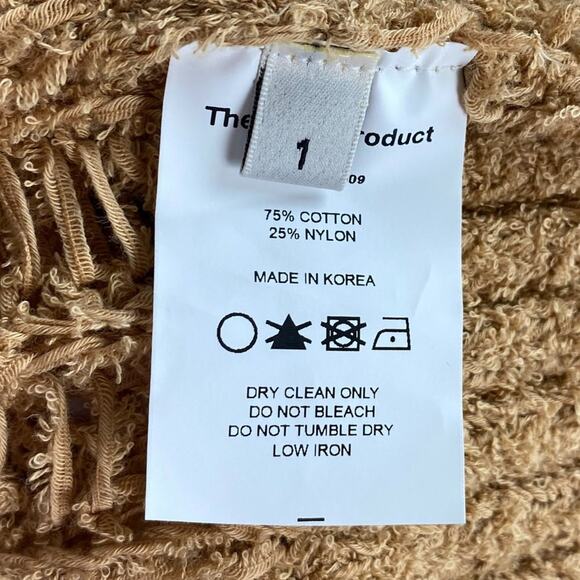 The
1
09
75% COTTON
25% NYLON
MADE IN KOREA
DRY CLEAN ONLY
DO NOT BLEACH
DO NOT TUMBLE DRY
LOW IRON